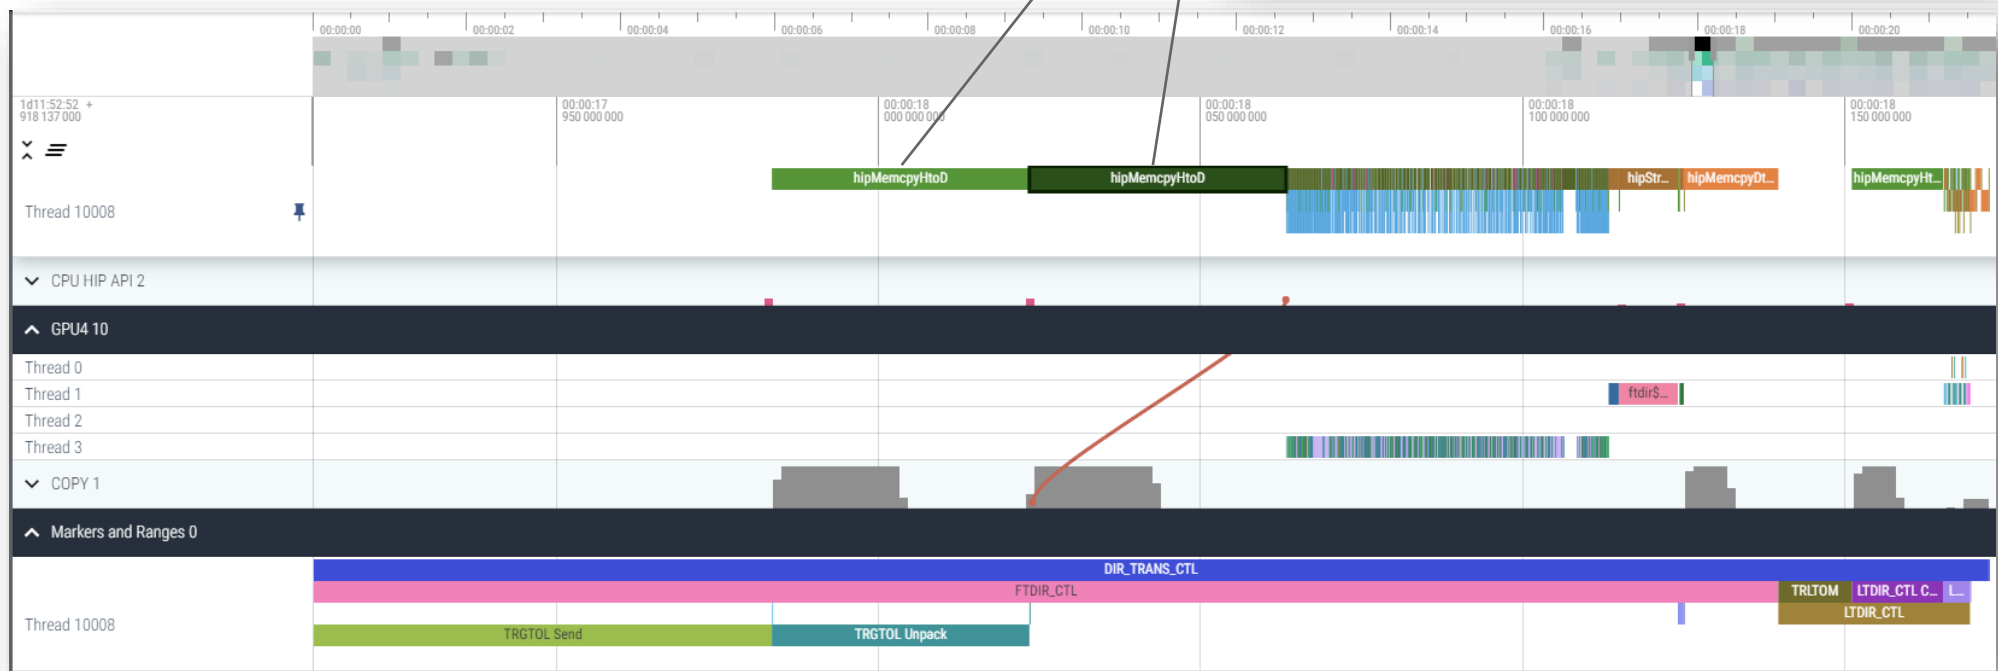 00:00:00 00:00:02 00:00:04 00:00:06 00:00:08 00:00:10 00:00:12 00:00:14 00:00:16 00:00:18 00:00:20
1d11:52:52 + 00:00:17 00:00:18 00:00:18 00:00:18 00:00:18
918 137 000 950 000 000 000 000 000 050 000 000 100 000 000 150 000 000
hipMemcpyHtoD hipMemcpyHtoD hipStr... hipMemcpyDt... hipMemcpyHt...
Thread 10008
CPU HIP API 2
GPU4 10
Thread 0
Thread 1 ftdir$...
Thread 2
Thread 3
COPY 1
Markers and Ranges 0
DIR_TRANS_CTL
FTDIR_CTL TRLTOM LTDIR_CTL C... L...
LTDIR_CTL
Thread 10008
TRGTOL Send TRGTOL Unpack